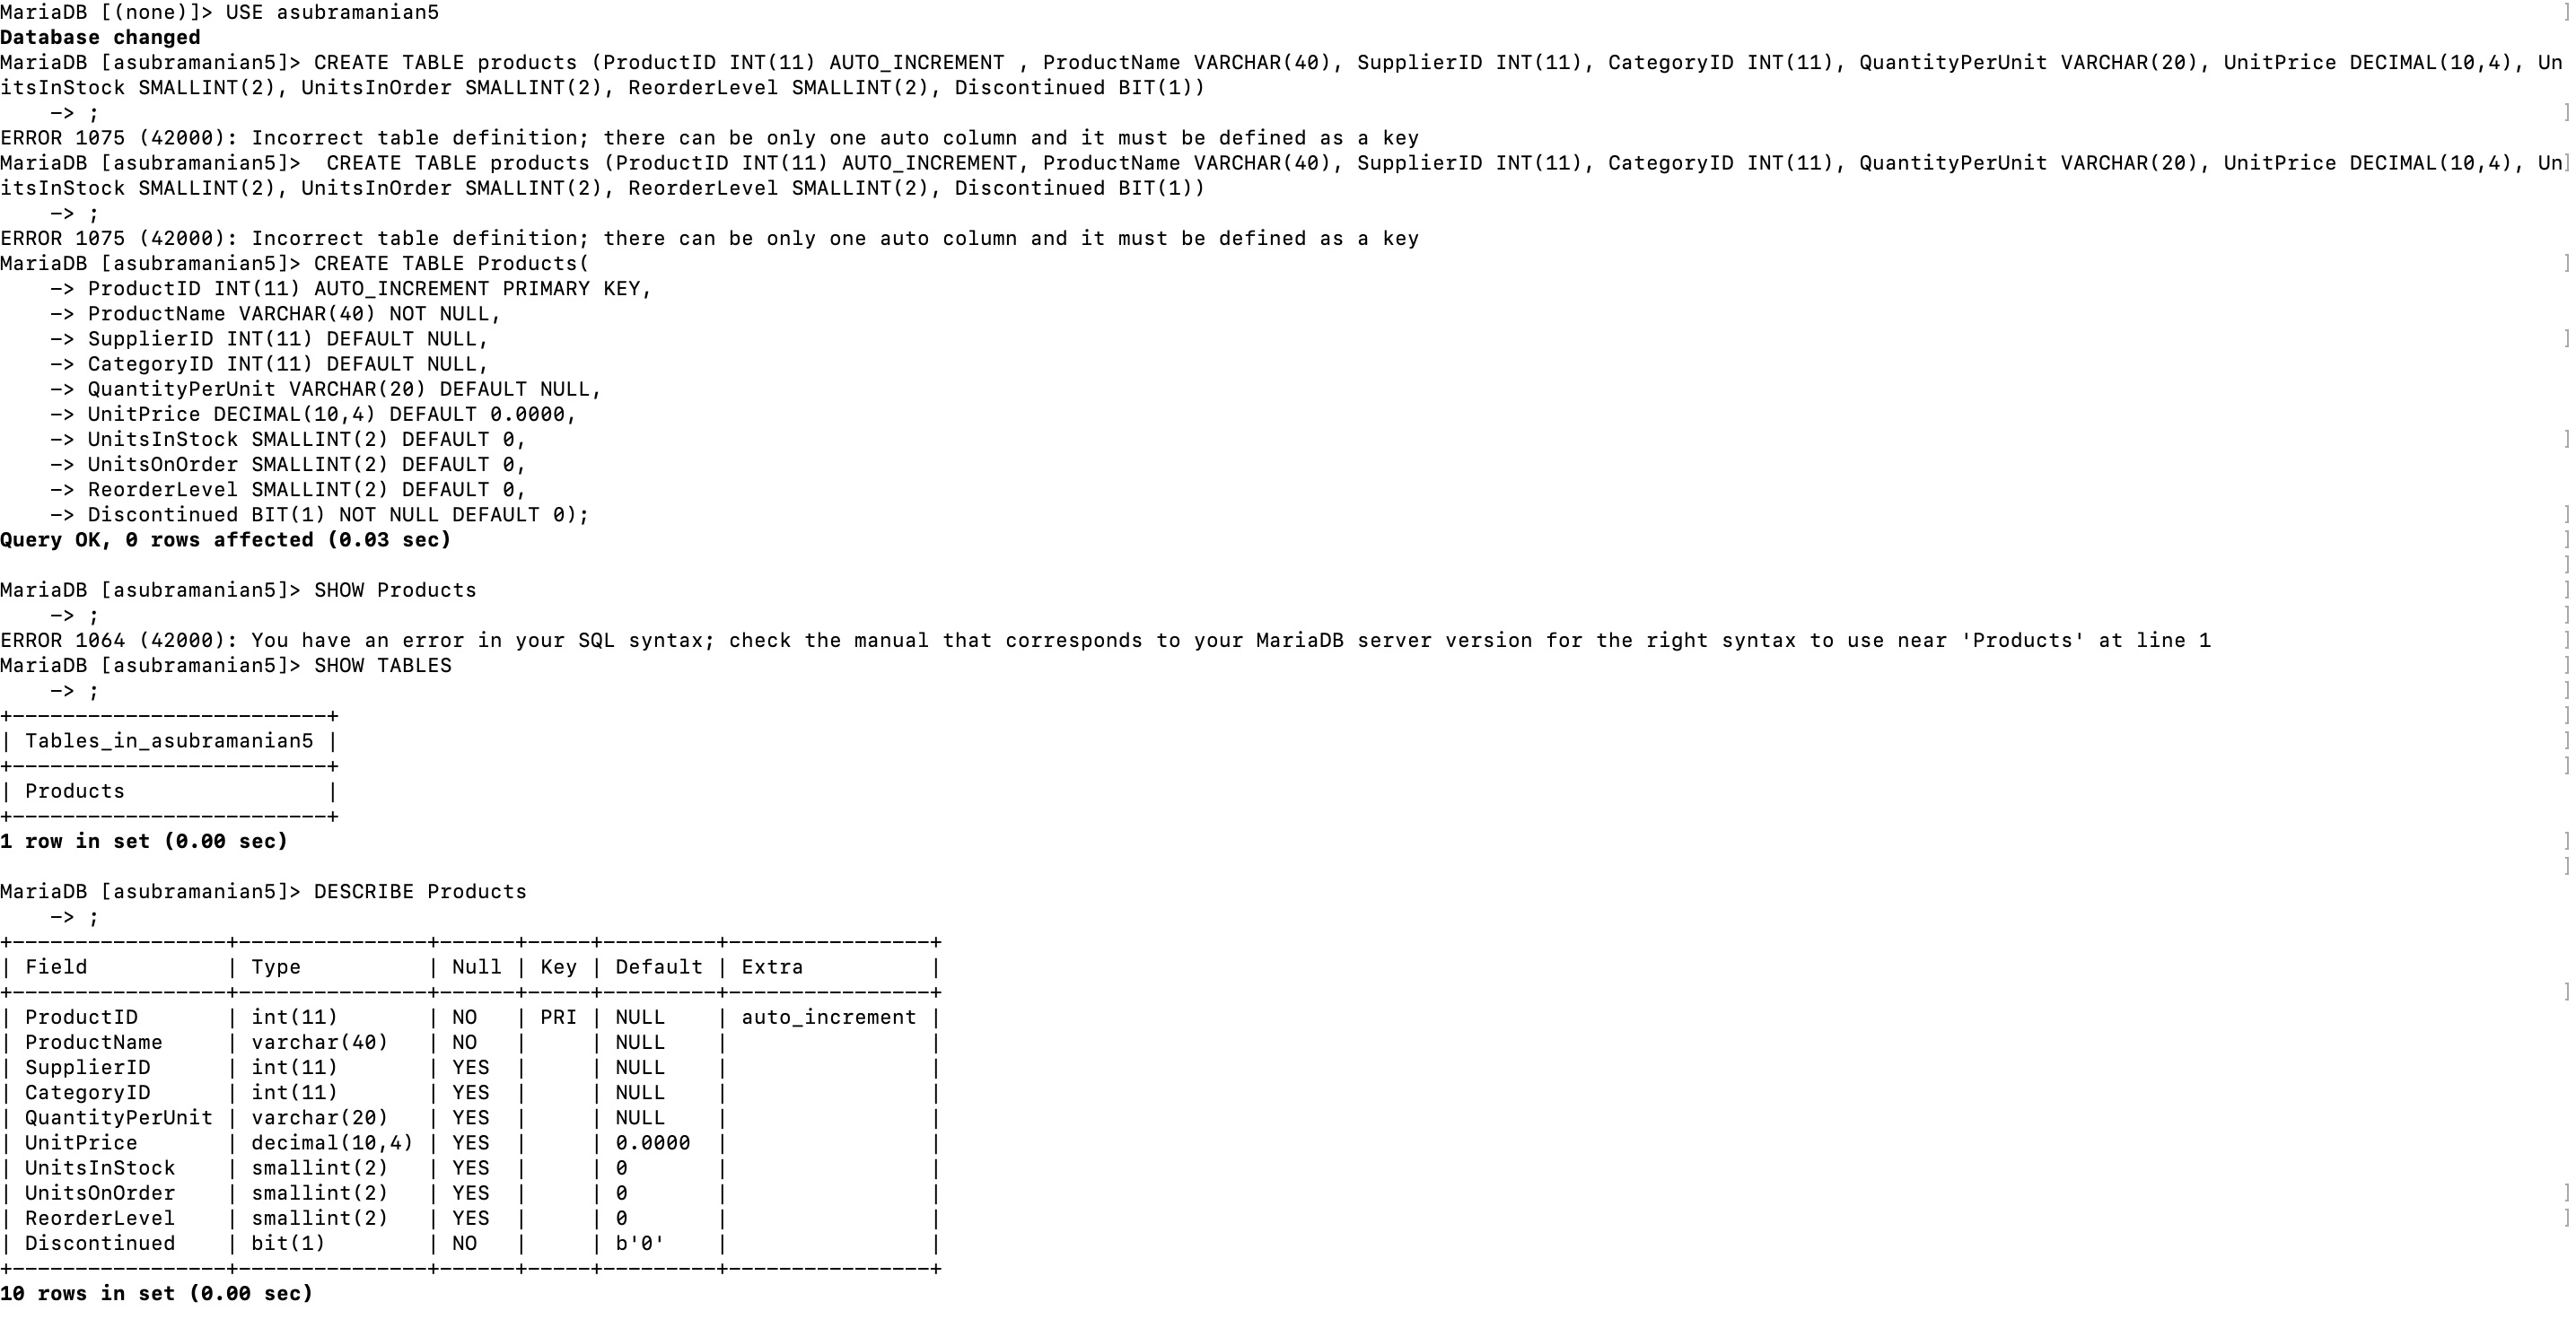 MariaDB [(none)]> USE asubramanian5
Database changed
MariaDB [asubramanian5]> CREATE TABLE products (ProductID INT(11) AUTO_INCREMENT , ProductName VARCHAR(40), SupplierID INT(11), CategoryID INT(11), QuantityPerUnit VARCHAR(20), UnitPrice DECIMAL(10,4), Un
itsInStock SMALLINT(2), UnitsInOrder SMALLINT(2), ReorderLevel SMALLINT(2), Discontinued BIT(1))
    -> ;
ERROR 1075 (42000): Incorrect table definition; there can be only one auto column and it must be defined as a key
MariaDB [asubramanian5]>  CREATE TABLE products (ProductID INT(11) AUTO_INCREMENT, ProductName VARCHAR(40), SupplierID INT(11), CategoryID INT(11), QuantityPerUnit VARCHAR(20), UnitPrice DECIMAL(10,4), Un
itsInStock SMALLINT(2), UnitsInOrder SMALLINT(2), ReorderLevel SMALLINT(2), Discontinued BIT(1))
    -> ;
ERROR 1075 (42000): Incorrect table definition; there can be only one auto column and it must be defined as a key
MariaDB [asubramanian5]> CREATE TABLE Products(
    -> ProductID INT(11) AUTO_INCREMENT PRIMARY KEY,
    -> ProductName VARCHAR(40) NOT NULL,
    -> SupplierID INT(11) DEFAULT NULL,
    -> CategoryID INT(11) DEFAULT NULL,
    -> QuantityPerUnit VARCHAR(20) DEFAULT NULL,
    -> UnitPrice DECIMAL(10,4) DEFAULT 0.0000,
    -> UnitsInStock SMALLINT(2) DEFAULT 0,
    -> UnitsOnOrder SMALLINT(2) DEFAULT 0,
    -> ReorderLevel SMALLINT(2) DEFAULT 0,
    -> Discontinued BIT(1) NOT NULL DEFAULT 0);
Query OK, 0 rows affected (0.03 sec)

MariaDB [asubramanian5]> SHOW Products
    -> ;
ERROR 1064 (42000): You have an error in your SQL syntax; check the manual that corresponds to your MariaDB server version for the right syntax to use near 'Products' at line 1
MariaDB [asubramanian5]> SHOW TABLES
    -> ;
+-------------------------+
| Tables_in_asubramanian5 |
+-------------------------+
| Products                |
+-------------------------+
1 row in set (0.00 sec)

MariaDB [asubramanian5]> DESCRIBE Products
    -> ;
+-----------------+---------------+------+-----+---------+----------------+
| Field           | Type          | Null | Key | Default | Extra          |
+-----------------+---------------+------+-----+---------+----------------+
| ProductID       | int(11)       | NO   | PRI | NULL    | auto_increment |
| ProductName     | varchar(40)   | NO   |     | NULL    |                |
| SupplierID      | int(11)       | YES  |     | NULL    |                |
| CategoryID      | int(11)       | YES  |     | NULL    |                |
| QuantityPerUnit | varchar(20)   | YES  |     | NULL    |                |
| UnitPrice       | decimal(10,4) | YES  |     | 0.0000  |                |
| UnitsInStock    | smallint(2)   | YES  |     | 0       |                |
| UnitsOnOrder    | smallint(2)   | YES  |     | 0       |                |
| ReorderLevel    | smallint(2)   | YES  |     | 0       |                |
| Discontinued    | bit(1)        | NO   |     | b'0'    |                |
+-----------------+---------------+------+-----+---------+----------------+
10 rows in set (0.00 sec)